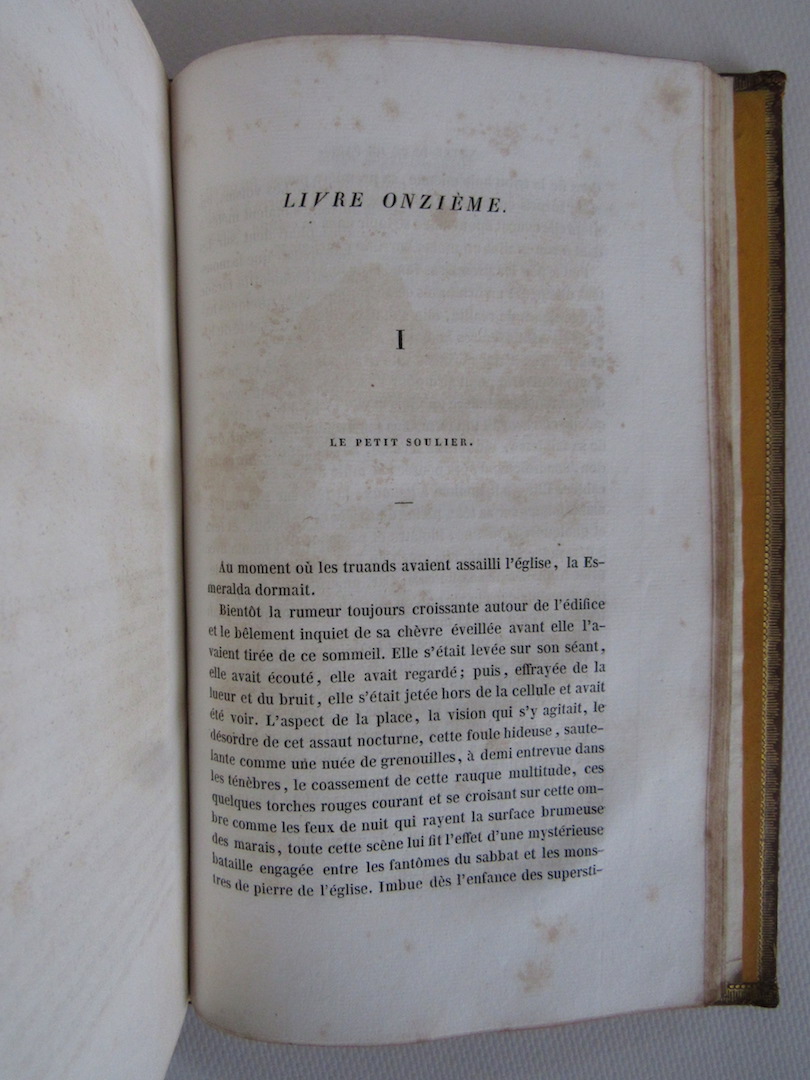 LIVRE ONZIÈME.
I
LE PETIT SOULIER.
Au moment où les truands avaient assailli l'église, la Es-
meralda dormait.
Bientôt la rumeur toujours croissante autour de l'édifice
et le bêlement inquiet de sa chèvre éveillée avant elle l'a-
vaient tirée de ce sommeil. Elle s'était levée sur son séant,
elle avait écouté, elle avait regardé; puis, effrayée de la
lueur et du bruit, elle s'était jetée hors de la cellule et avait
été voir. L'aspect de la place, la vision qui s'y agitait, le
désordre de cet assaut nocturne, cette foule hideuse, saute-
lante comme une nuée de grenouilles, à demi entrevue dans
les ténèbres, le coassement de cette rauque multitude, ces
quelques torches rouges courant et se croisant sur cette om-
bre comme les feux de nuit qui rayent la surface brumeuse
des marais, toute cette scène lui fit l'effet d'une mystérieuse
bataille engagée entre les fantômes du sabbat et les mons-
tres de pierre de l'église. Imbue dès l'enfance des supersti-